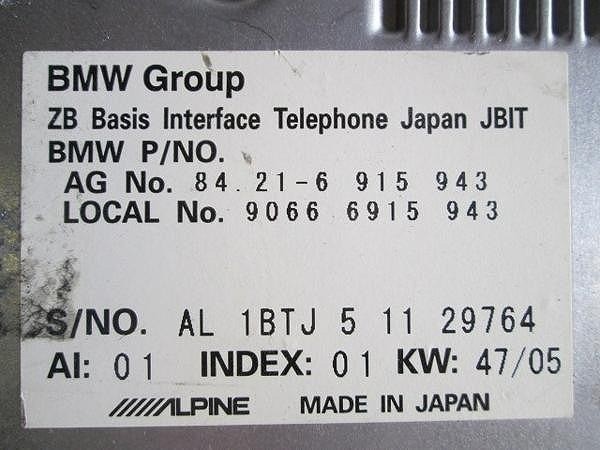 BMW Group
ZB Basis Interface Telephone Japan JBIT
BMW P/NO.
AG No. 84.21-6 915 943
LOCAL No. 9066 6915 943
S/NO. AL 1BTJ 5 11 29764
AI: 01 INDEX: 01 KW: 47/05
ALPINE MADE IN JAPAN